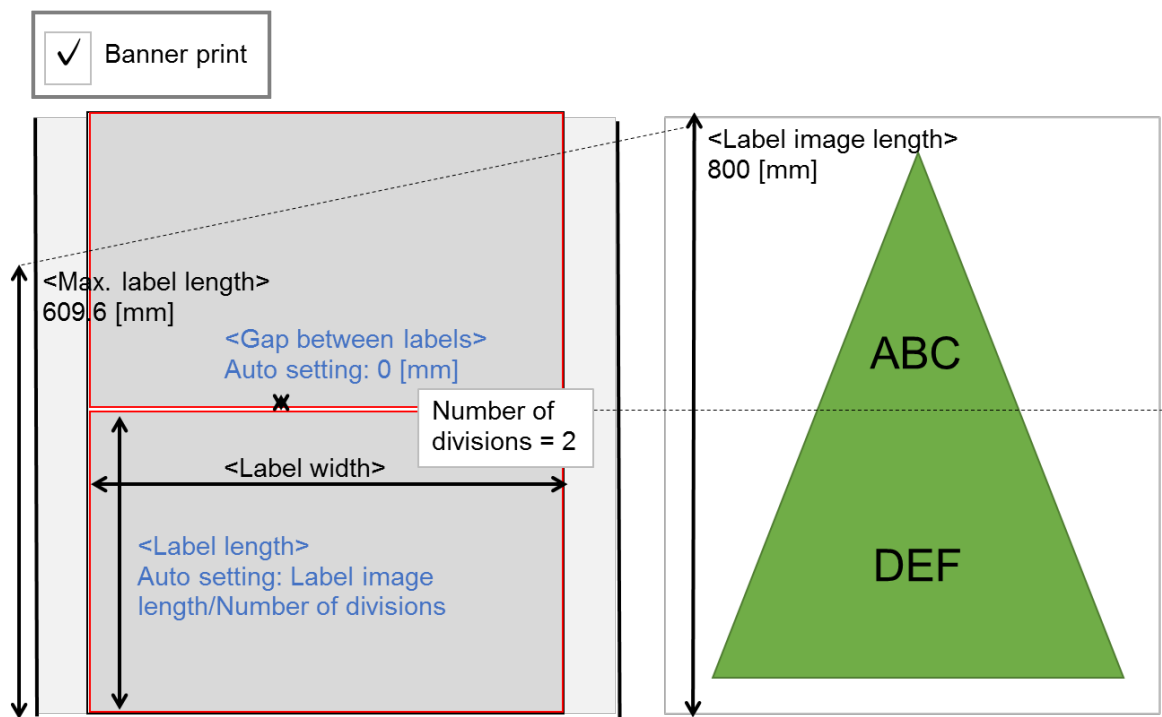 ✓ Banner print
<Label image length>
800 [mm]
<Max. label length>
609.6 [mm]
<Gap between labels>
Auto setting: 0 [mm]
ABC
Number of
divisions = 2
<Label width>
<Label length>
Auto setting: Label image
length/Number of divisions
DEF